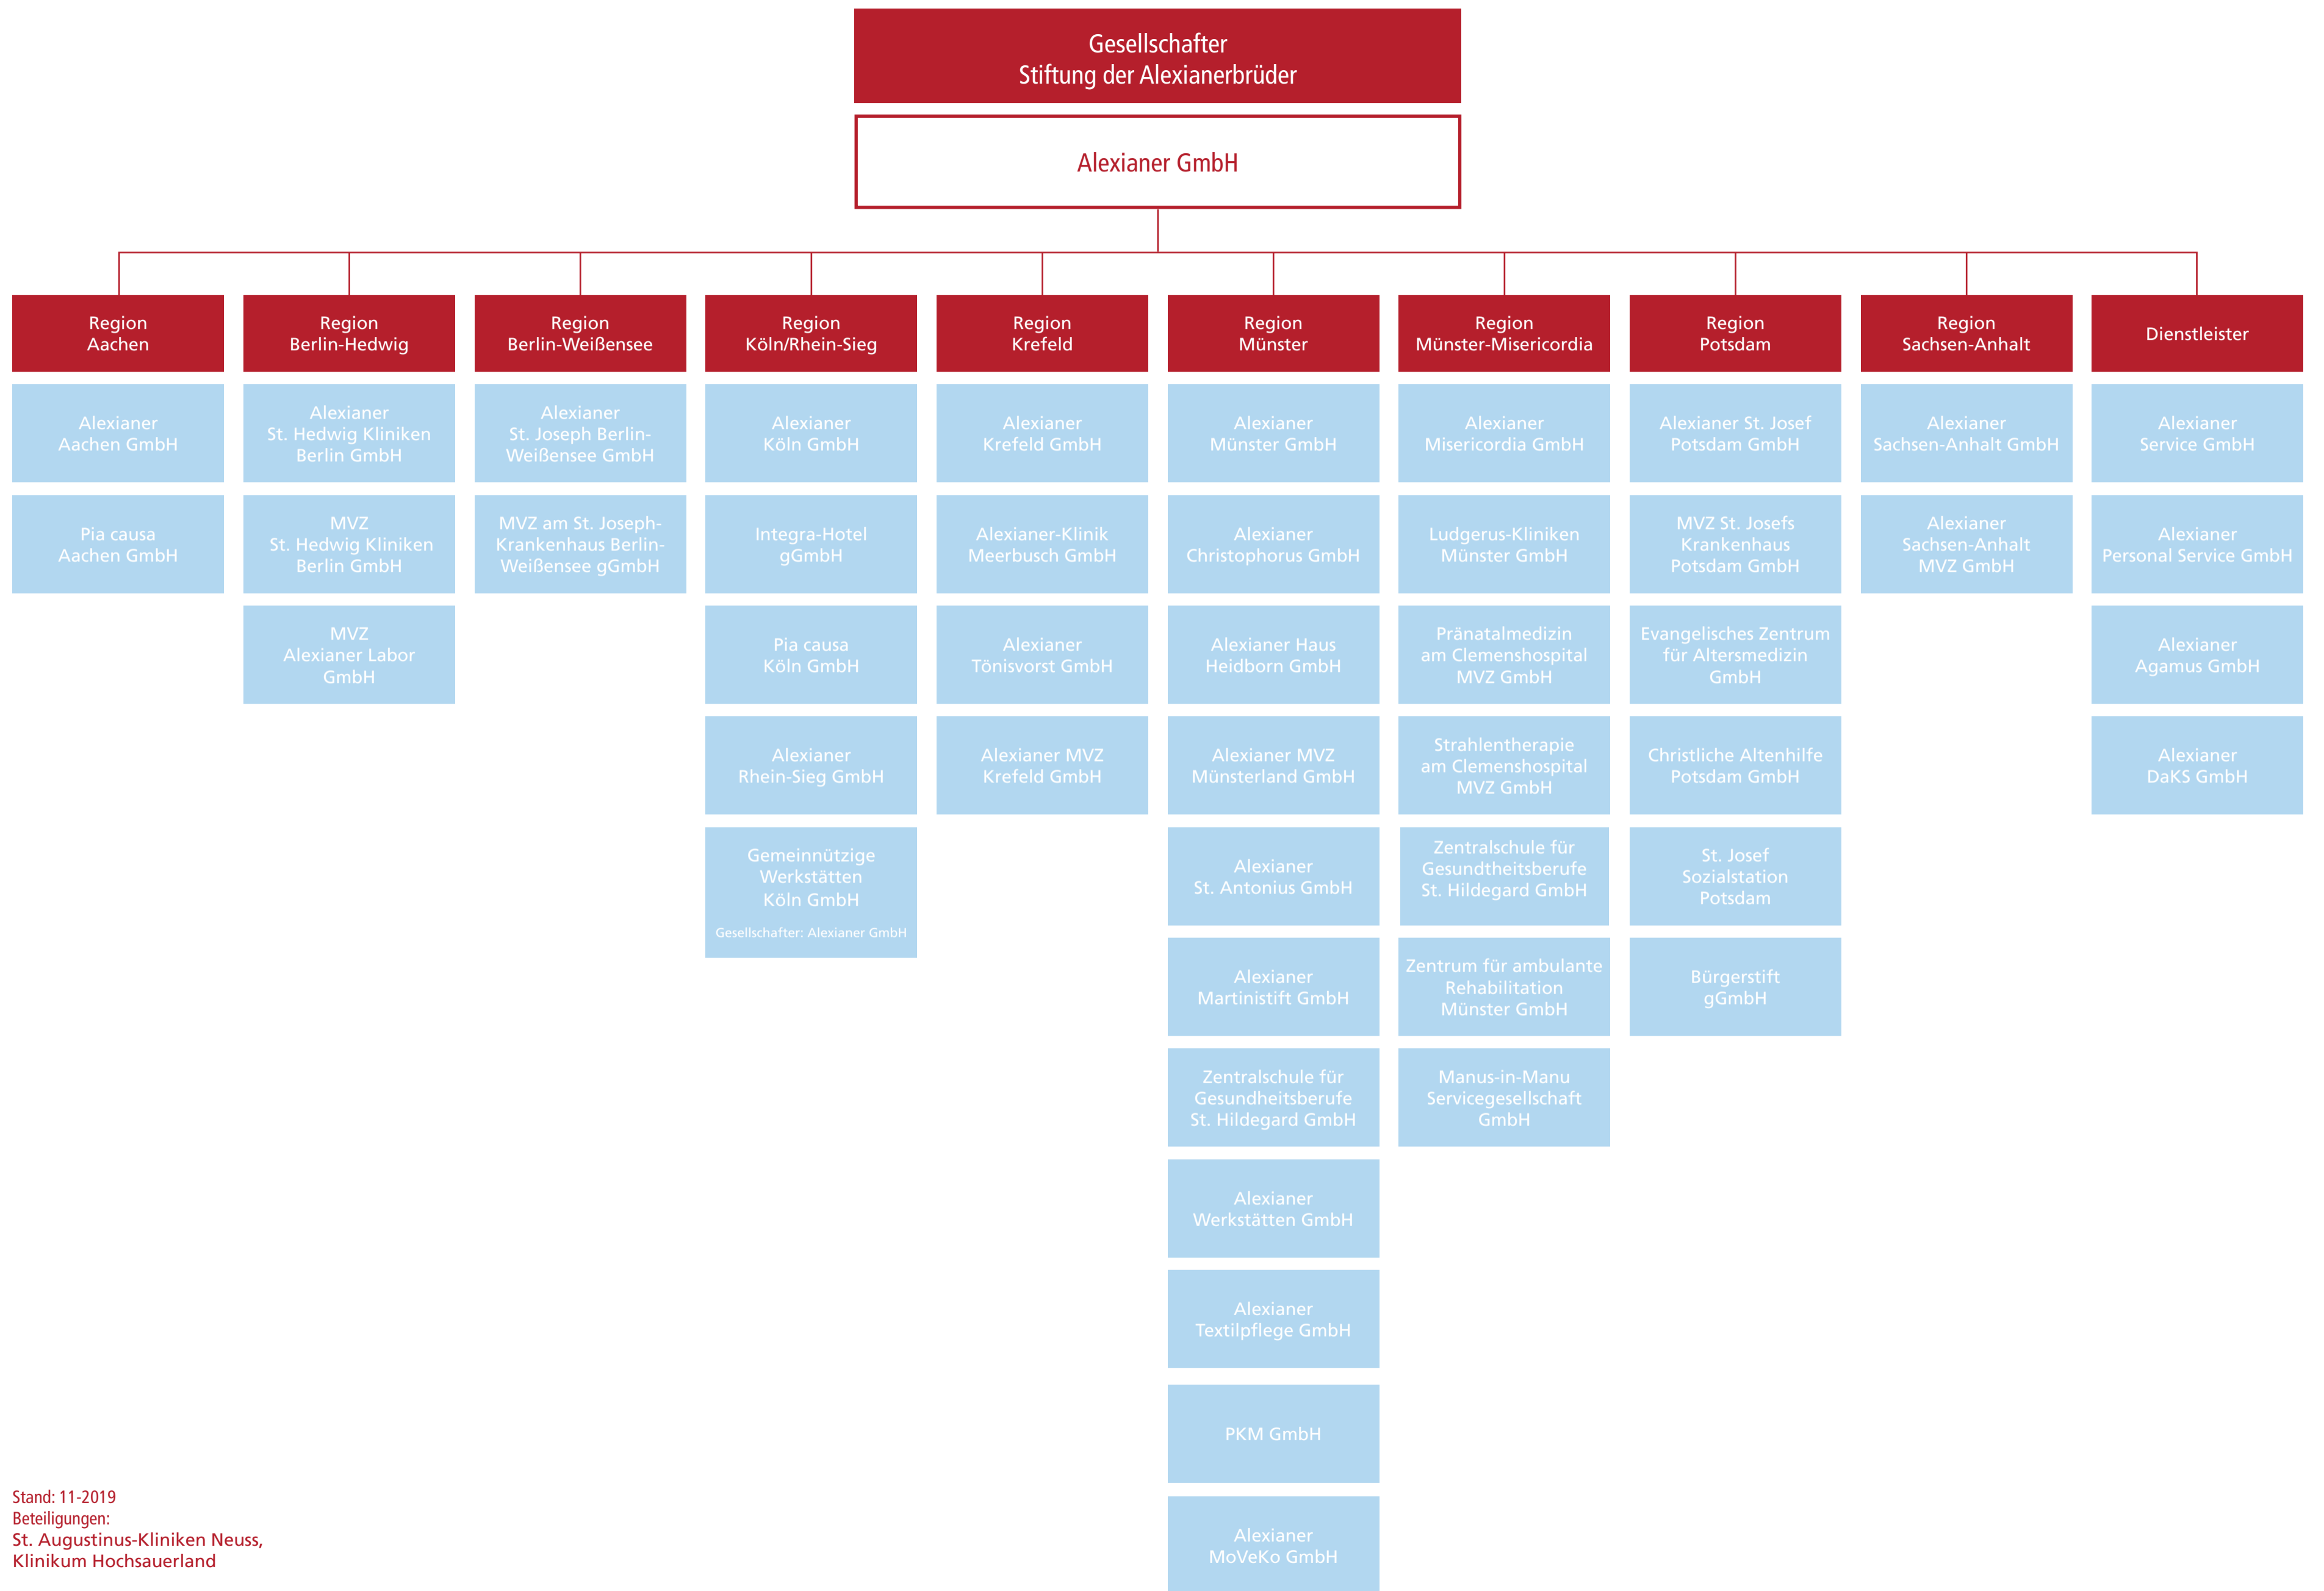 Gesellschafter
Stiftung der Alexianerbrüder
Alexianer GmbH
Region
Aachen
Alexianer
Aachen GmbH
Pia causa
Aachen GmbH
Region
Berlin-Hedwig
Alexianer
St. Hedwig Kliniken
Berlin GmbH
MVZ
St. Hedwig Kliniken
Berlin GmbH
MVZ
Alexianer Labor
GmbH
Region
Berlin-Weißensee
Alexianer
St. Joseph Berlin-
Weißensee GmbH
MVZ am St. Joseph-
Krankenhaus Berlin-
Weißensee gGmbH
Region
Köln/Rhein-Sieg
Alexianer
Köln GmbH
Integra-Hotel
gGmbH
Pia causa
Köln GmbH
Alexianer
Rhein-Sieg GmbH
Gemeinnützige
Werkstätten
Köln GmbH
Gesellschafter: Alexianer GmbH
Region
Krefeld
Alexianer
Krefeld GmbH
Alexianer-Klinik
Meerbusch GmbH
Alexianer
Tönisvorst GmbH
Alexianer MVZ
Krefeld GmbH
Region
Münster
Alexianer
Münster GmbH
Alexianer
Christophorus GmbH
Alexianer Haus
Heidborn GmbH
Alexianer MVZ
Münsterland GmbH
Alexianer
St. Antonius GmbH
Alexianer
Martinistift GmbH
Zentralschule für
Gesundheitsberufe
St. Hildegard GmbH
Alexianer
Werkstätten GmbH
Alexianer
Textilpflege GmbH
PKM GmbH
Alexianer
MoVeKo GmbH
Region
Münster-Misericordia
Alexianer
Misericordia GmbH
Ludgerus-Kliniken
Münster GmbH
Pränatalmedizin
am Clemenshospital
MVZ GmbH
Strahlentherapie
am Clemenshospital
MVZ GmbH
Zentralschule für
Gesundtheitsberufe
St. Hildegard GmbH
Zentrum für ambulante
Rehabilitation
Münster GmbH
Manus-in-Manu
Servicegesellschaft
GmbH
Region
Potsdam
Alexianer St. Josef
Potsdam GmbH
MVZ St. Josefs
Krankenhaus
Potsdam GmbH
Evangelisches Zentrum
für Altersmedizin
GmbH
Christliche Altenhilfe
Potsdam GmbH
St. Josef
Sozialstation
Potsdam
Bürgerstift
gGmbH
Region
Sachsen-Anhalt
Alexianer
Sachsen-Anhalt GmbH
Alexianer
Sachsen-Anhalt
MVZ GmbH
Dienstleister
Alexianer
Service GmbH
Alexianer
Personal Service GmbH
Alexianer
Agamus GmbH
Alexianer
DaKS GmbH
Stand: 11-2019
Beteiligungen:
St. Augustinus-Kliniken Neuss,
Klinikum Hochsauerland